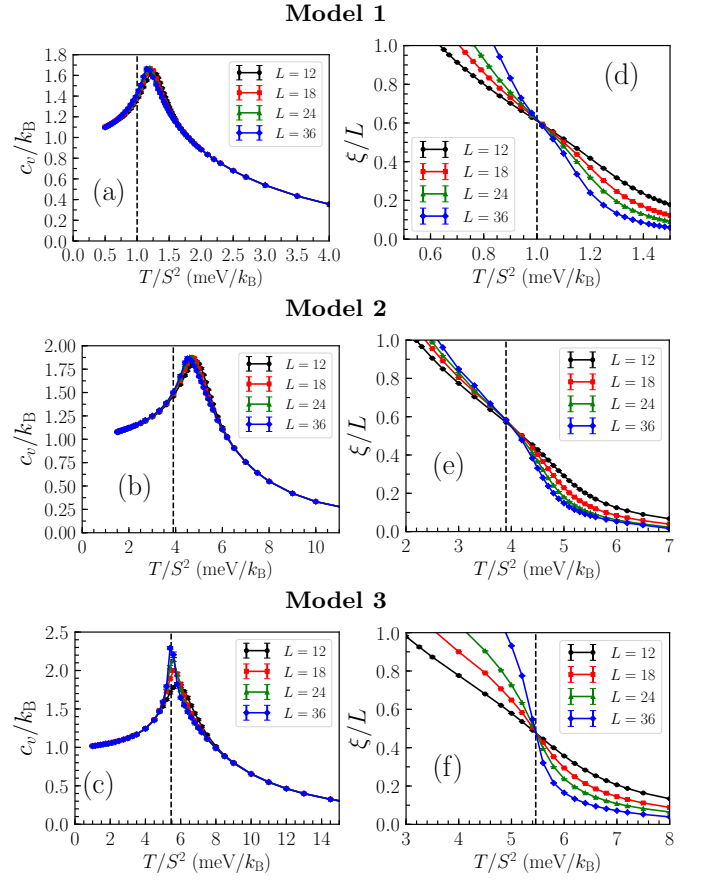 Model 1
c_v/k_B
1.8
1.6
1.4
1.2
1.0
0.8
0.6
0.4
0.2
0.0
L = 12
L = 18
L = 24
L = 36
(a)
0.0 0.5 1.0 1.5 2.0 2.5 3.0 3.5 4.0
T/S² (meV/k_B)
ξ/L
1.0
0.8
0.6
0.4
0.2
0.0
(d)
L = 12
L = 18
L = 24
L = 36
0.6 0.8 1.0 1.2 1.4
T/S² (meV/k_B)
Model 2
c_v/k_B
2.00
1.75
1.50
1.25
1.00
0.75
0.50
0.25
0.00
L = 12
L = 18
L = 24
L = 36
(b)
0 2 4 6 8 10
T/S² (meV/k_B)
ξ/L
1.0
0.8
0.6
0.4
0.2
0.0
L = 12
L = 18
L = 24
L = 36
(e)
2 3 4 5 6 7
T/S² (meV/k_B)
Model 3
c_v/k_B
2.5
2.0
1.5
1.0
0.5
0.0
L = 12
L = 18
L = 24
L = 36
(c)
0 2 4 6 8 10 12 14
T/S² (meV/k_B)
ξ/L
1.0
0.8
0.6
0.4
0.2
0.0
L = 12
L = 18
L = 24
L = 36
(f)
3 4 5 6 7 8
T/S² (meV/k_B)